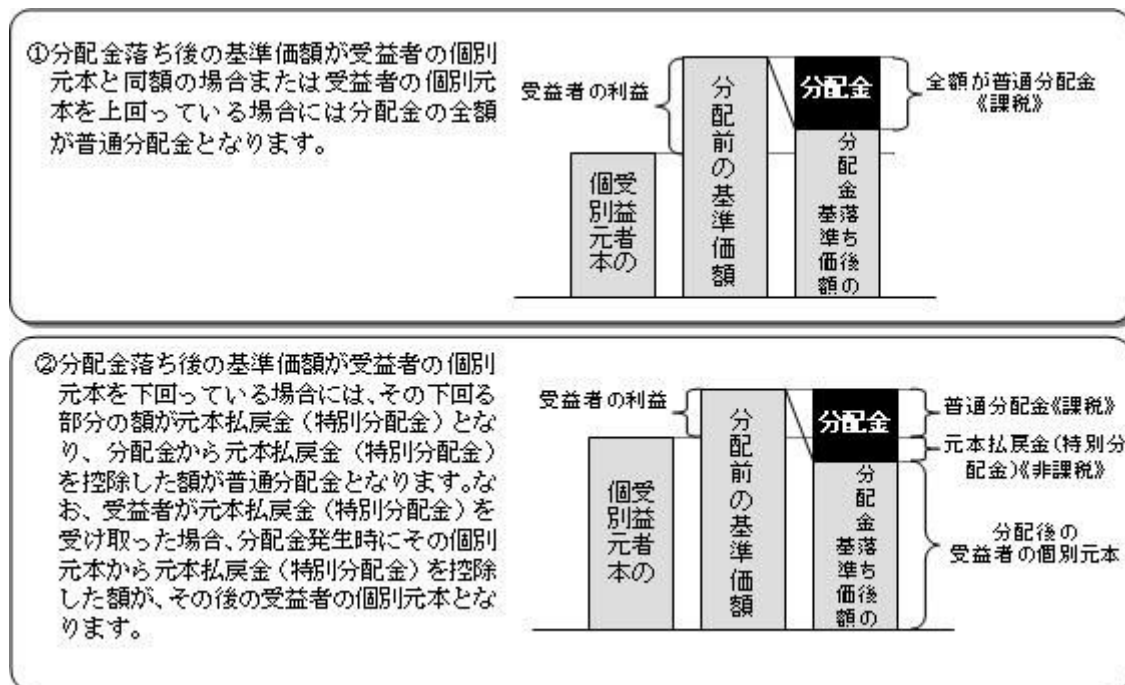 ①分配金落ち後の基準価額が受益者の個別
元本と同額の場合または受益者の個別元
本を上回っている場合には分配金の全額
が普通分配金となります。
受益者の利益
受益者の
個別元本
分配前の基準価額
分配金
分配金落ち後の
基準価額
全額が普通分配金
《課税》
②分配金落ち後の基準価額が受益者の個別
元本を下回っている場合には、その下回る
部分の額が元本払戻金（特別分配金）とな
り、分配金から元本払戻金（特別分配金）
を控除した額が普通分配金となります。な
お、受益者が元本払戻金（特別分配金）を
受け取った場合、分配金発生時にその個別
元本から元本払戻金（特別分配金）を控除
した額が、その後の受益者の個別元本とな
ります。
受益者の利益
受益者の
個別元本
分配前の基準価額
分配金
分配金落ち後の
基準価額
普通分配金《課税》
元本払戻金（特別分
配金）《非課税》
分配後の
受益者の個別元本